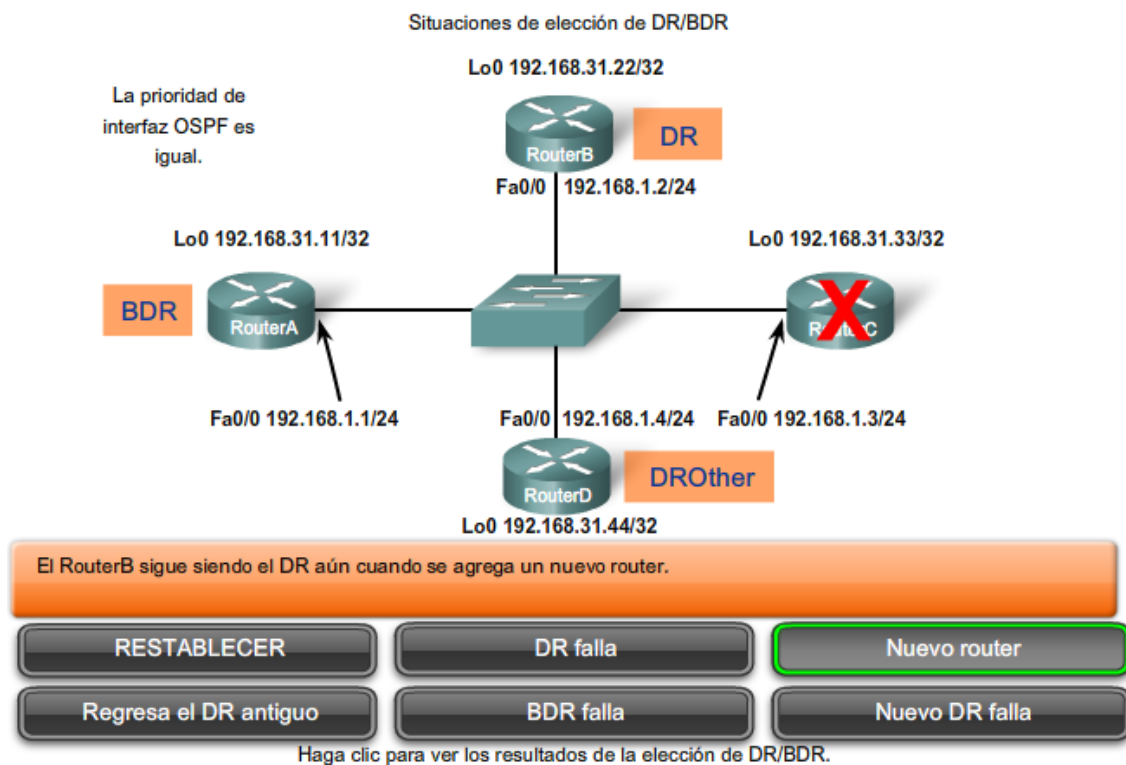 Situaciones de elección de DR/BDR
Lo0 192.168.31.22/32
La prioridad de
interfaz OSPF es
igual.
DR
RouterB
Fa0/0 192.168.1.2/24
Lo0 192.168.31.11/32
Lo0 192.168.31.33/32
BDR
RouterA
RouterC
X
Fa0/0 192.168.1.1/24
Fa0/0 192.168.1.4/24
Fa0/0 192.168.1.3/24
RouterD
DROther
Lo0 192.168.31.44/32
El RouterB sigue siendo el DR aún cuando se agrega un nuevo router.
RESTABLECER
DR falla
Nuevo router
Regresa el DR antiguo
BDR falla
Nuevo DR falla
Haga clic para ver los resultados de la elección de DR/BDR.